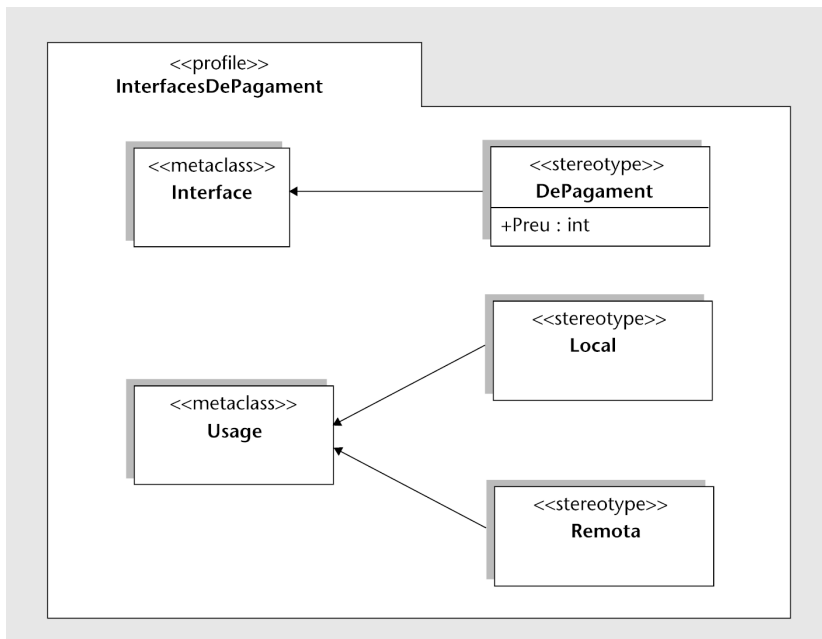 <<profile>>
InterfacesDePagament
<<metaclass>>
Interface
<<stereotype>>
DePagament
+Preu : int
<<stereotype>>
Local
<<metaclass>>
Usage
<<stereotype>>
Remota